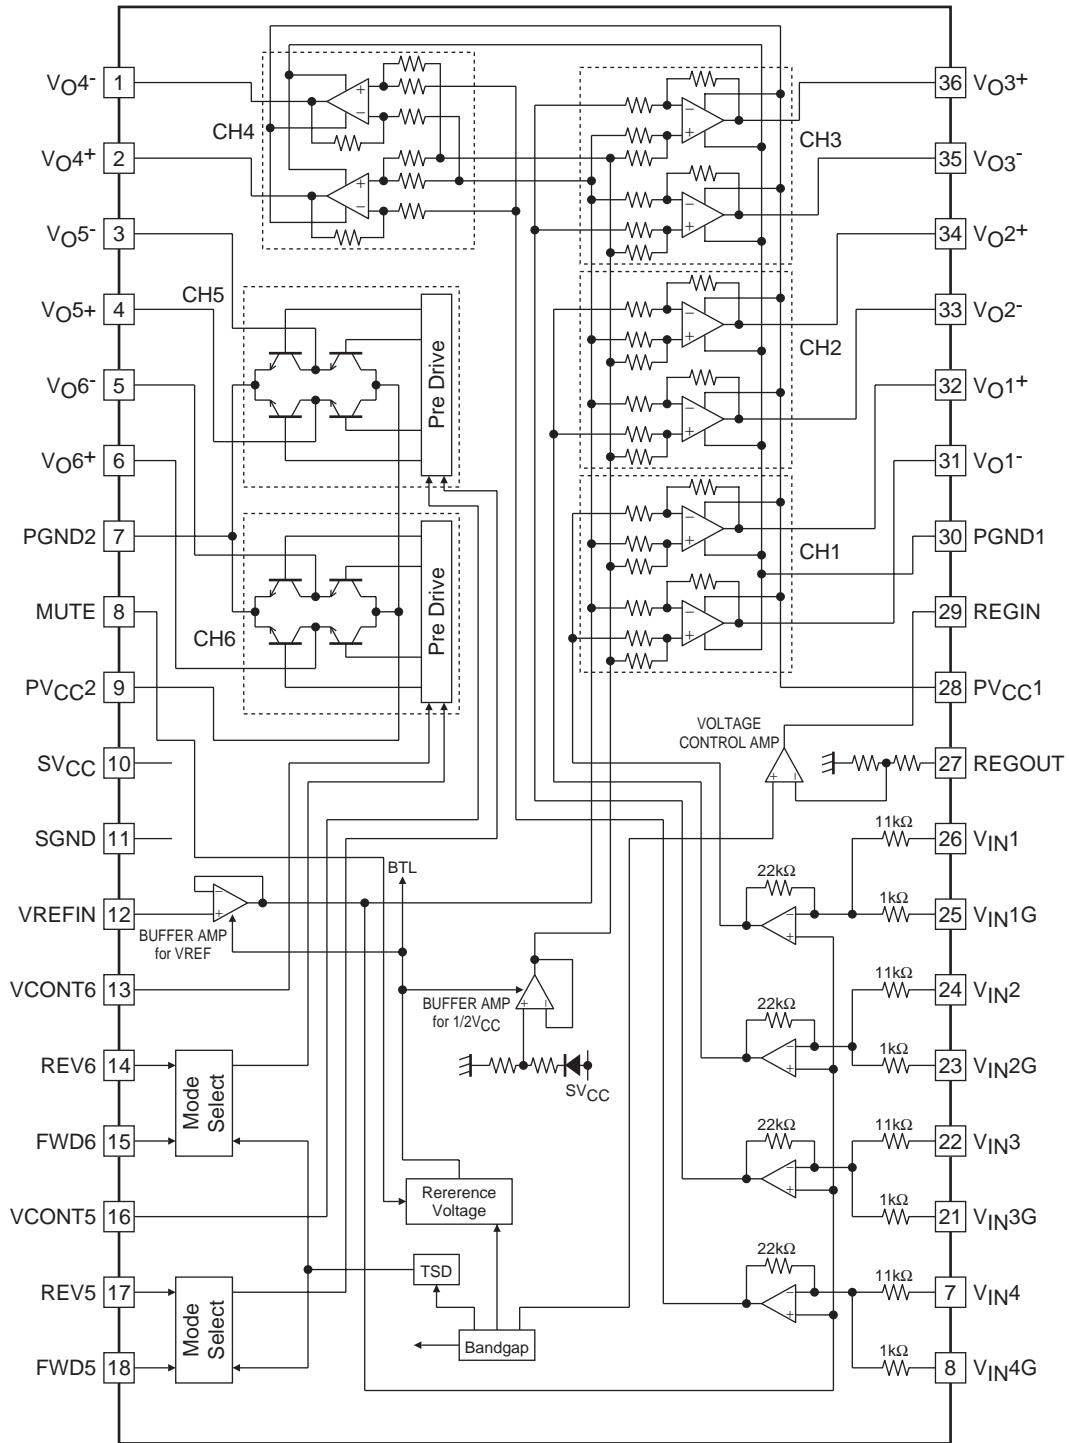 VO4- 1
VO4+ 2
VO5- 3
VO5+ 4
VO6- 5
VO6+ 6
PGND2 7
MUTE 8
PVCC2 9
SVCC 10
SGND 11
VREFIN 12
VCONT6 13
REV6 14
FWD6 15
VCONT5 16
REV5 17
FWD5 18
36 VO3+
35 VO3-
34 VO2+
33 VO2-
32 VO1+
31 VO1-
30 PGND1
29 REGIN
28 PVCC1
27 REGOUT
26 VIN1
25 VIN1G
24 VIN2
23 VIN2G
22 VIN3
21 VIN3G
7 VIN4
8 VIN4G
CH4
CH5
Pre Drive
CH6
Pre Drive
CH3
CH2
CH1
VOLTAGE
CONTROL AMP
BTL
BUFFER AMP
for VREF
BUFFER AMP
for 1/2VCC
SVCC
Mode
Select
Mode
Select
Rererence
Voltage
TSD
Bandgap
11kΩ
22kΩ
1kΩ
11kΩ
22kΩ
1kΩ
11kΩ
22kΩ
1kΩ
22kΩ
11kΩ
1kΩ
+
−
+
−
−
+
−
+
−
+
−
+
−
+
−
+
+
−
−
+
+
−
−
+
−
+
−
+
−
+